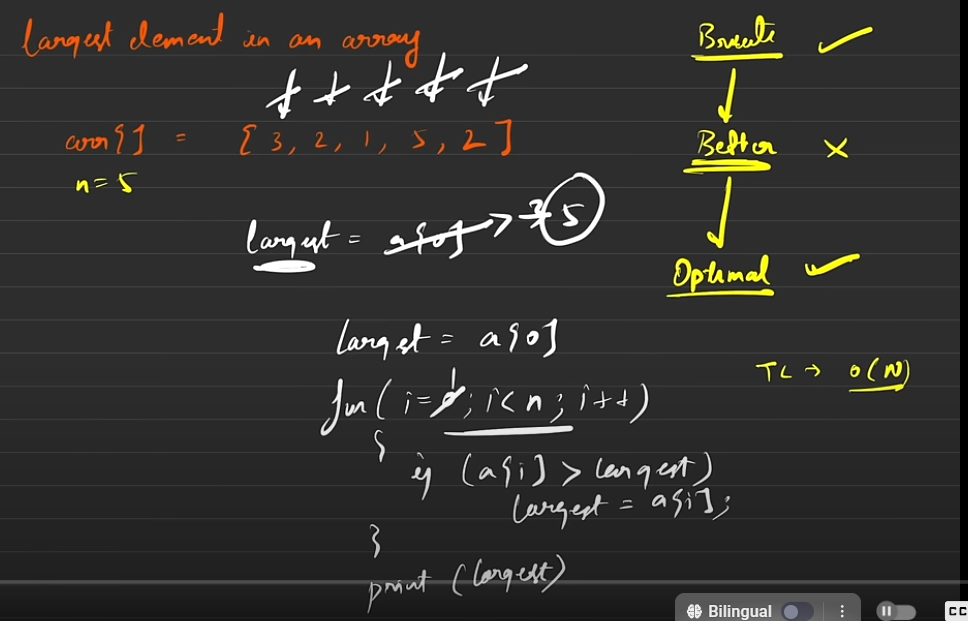 largest element in an array
arr[] = [3, 2, 1, 5, 2]
n = 5
largest = a[0] → 3 5
largest = a[0]
for(i=0 1; i<n; i++)
{
if (a[i] > largest)
largest = a[i];
}
print (largest)
Brute ✓
Better ×
Optimal ✓
TC → O(N)
Bilingual
CC